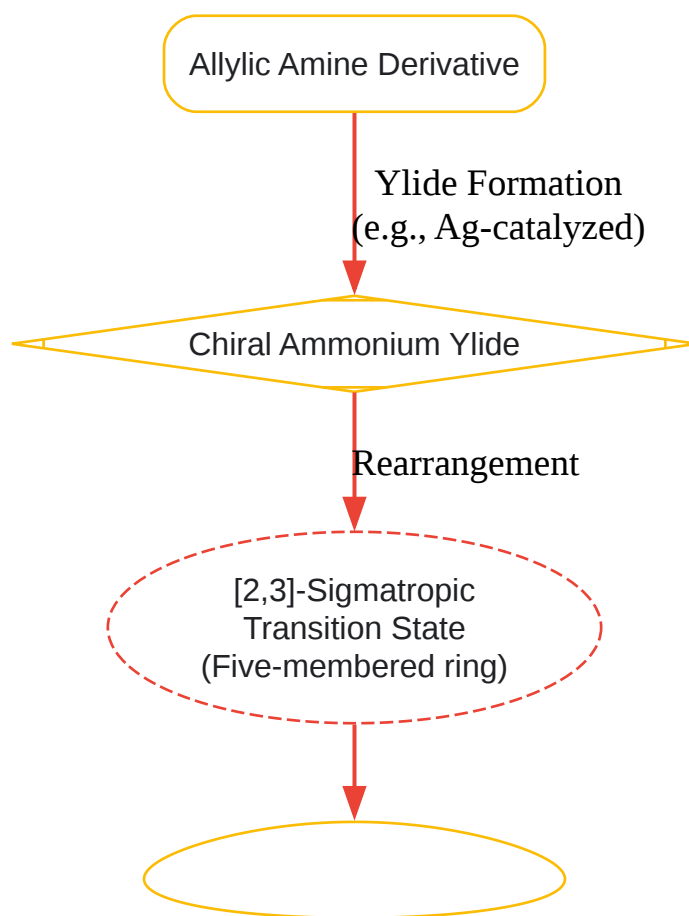 Allylic Amine Derivative
Ylide Formation
(e.g., Ag-catalyzed)
Chiral Ammonium Ylide
Rearrangement
[2,3]-Sigmatropic
Transition State
(Five-membered ring)